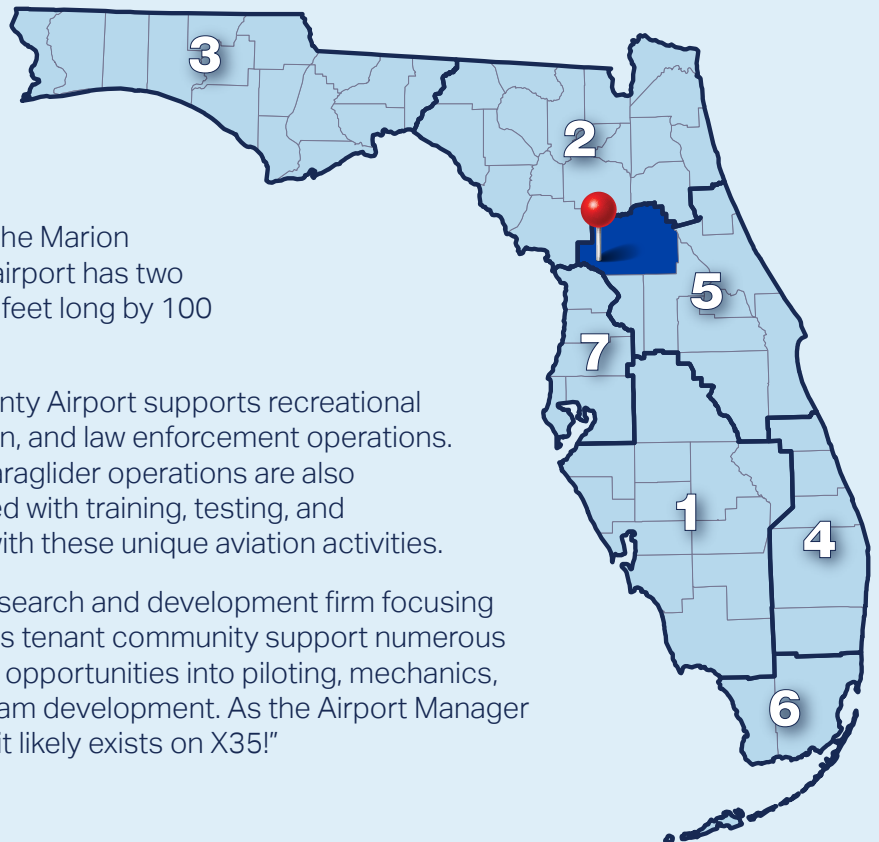 3
2
he Marion
airport has two
feet long by 100
5
7
nty Airport supports recreational
n, and law enforcement operations.
araglider operations are also
ed with training, testing, and
with these unique aviation activities.
1
4
search and development firm focusing
s tenant community support numerous
opportunities into piloting, mechanics,
am development. As the Airport Manager
it likely exists on X35!”
6